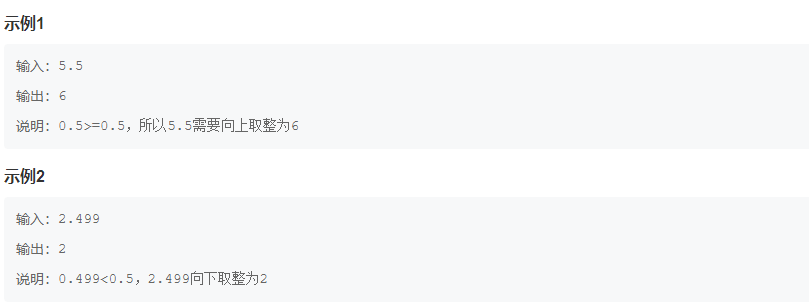 示例1
输入: 5.5
输出: 6
说明: 0.5>=0.5, 所以5.5需要向上取整为6
示例2
输入: 2.499
输出: 2
说明: 0.499<0.5, 2.499向下取整为2